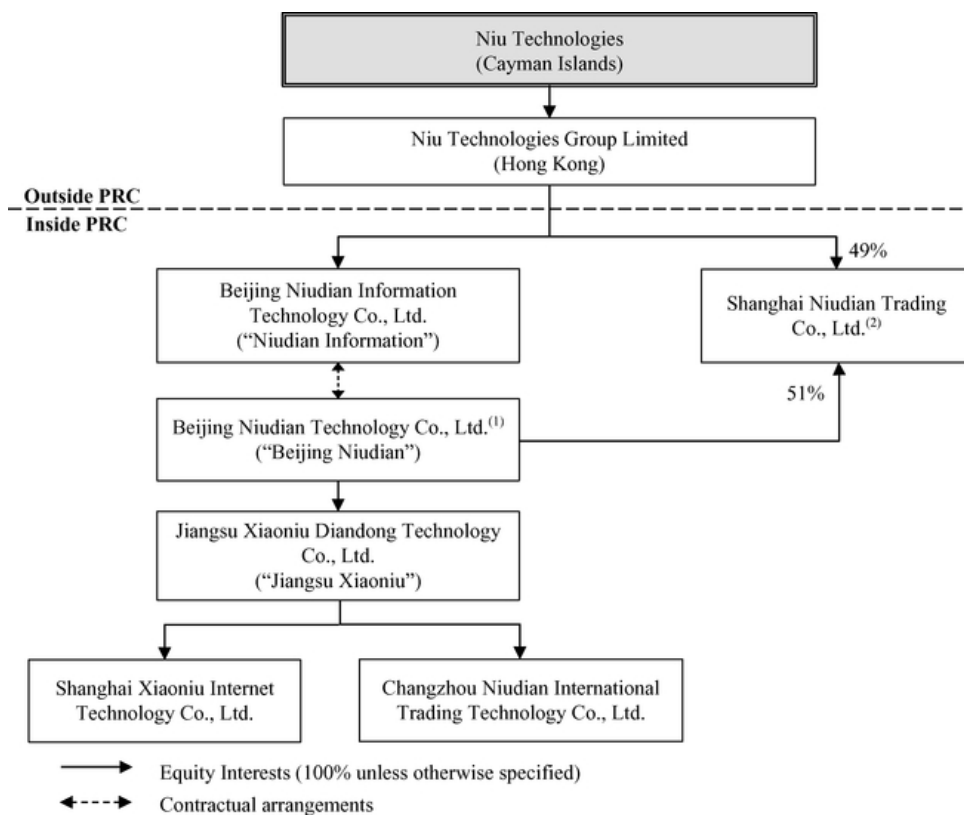 Niu Technologies
(Cayman Islands)
Niu Technologies Group Limited
(Hong Kong)
Outside PRC
Inside PRC
49%
Beijing Niudian Information
Technology Co., Ltd.
(“Niudian Information”)
Shanghai Niudian Trading
Co., Ltd.(2)
51%
Beijing Niudian Technology Co., Ltd.(1)
(“Beijing Niudian”)
Jiangsu Xiaoniu Diandong Technology
Co., Ltd.
(“Jiangsu Xiaoniu”)
Shanghai Xiaoniu Internet
Technology Co., Ltd.
Changzhou Niudian International
Trading Technology Co., Ltd.
Equity Interests (100% unless otherwise specified)
Contractual arrangements